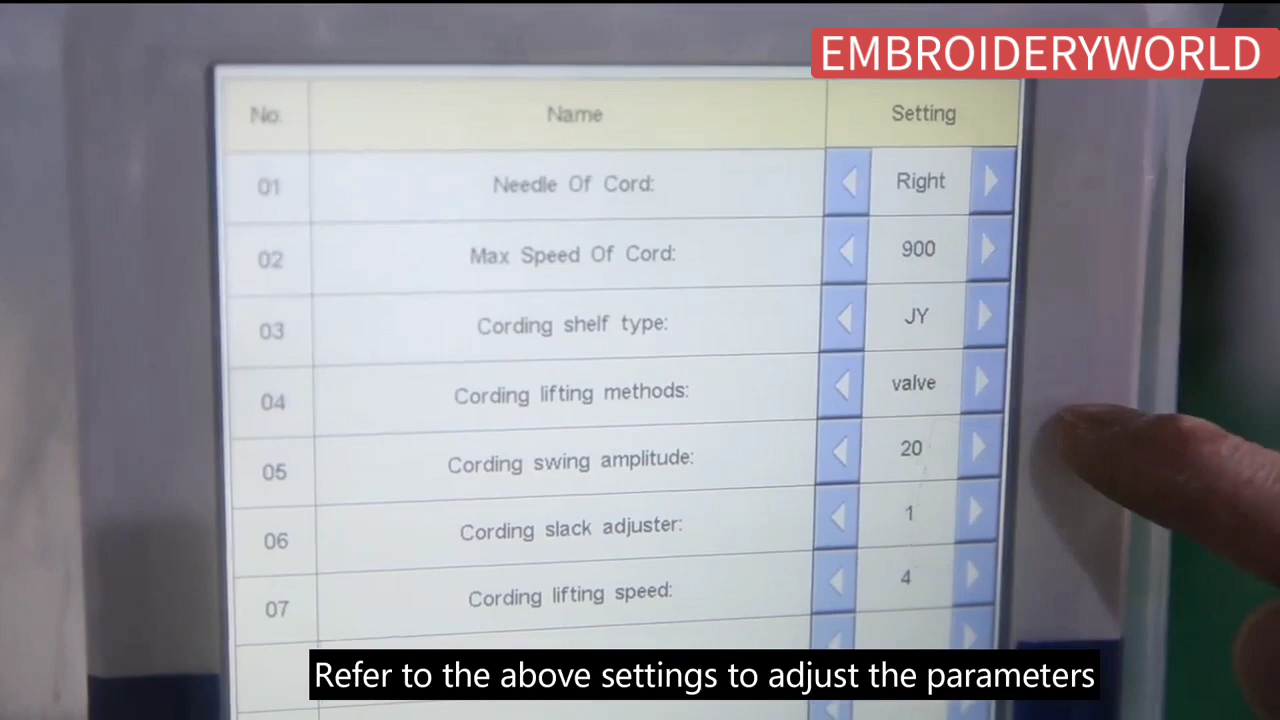 EMBROIDERYWORLD
No. Name Setting
01 Needle Of Cord: Right
02 Max Speed Of Cord: 900
03 Cording shelf type: JY
04 Cording lifting methods: valve
05 Cording swing amplitude: 20
06 Cording slack adjuster: 1
07 Cording lifting speed: 4
Refer to the above settings to adjust the parameters